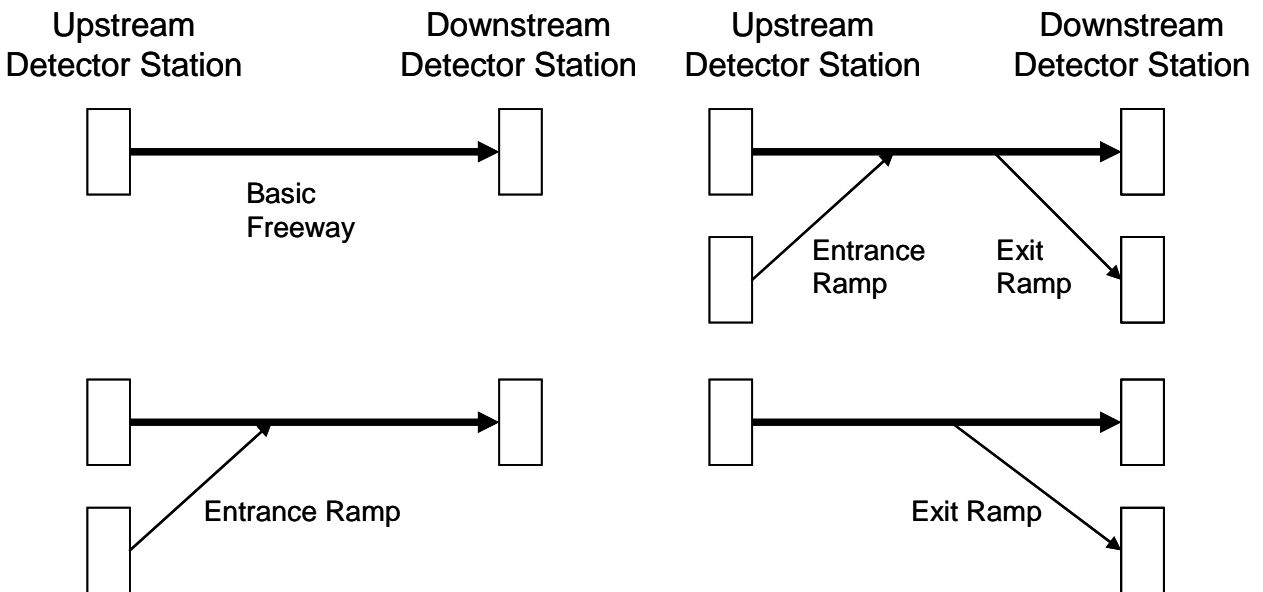 Upstream
Detector Station
Downstream
Detector Station
Upstream
Detector Station
Downstream
Detector Station
Basic
Freeway
Entrance
Ramp
Exit
Ramp
Entrance Ramp
Exit Ramp